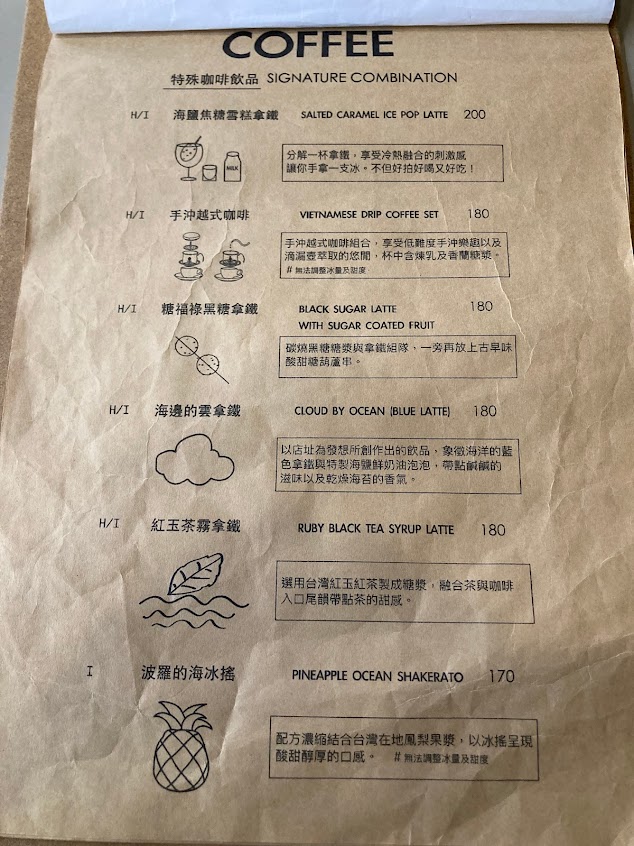 COFFEE
特殊咖啡飲品 SIGNATURE COMBINATION
H/I 海鹽焦糖雪糕拿鐵 SALTED CARAMEL ICE POP LATTE 200
MILK
分解一杯拿鐵，享受冷熱融合的刺激感
讓你手拿一支冰。不但好拍好喝又好吃！
H/I 手沖越式咖啡 VIETNAMESE DRIP COFFEE SET 180
手沖越式咖啡組合，享受低難度手沖樂趣以及
滴漏壺萃取的悠閒，杯中含煉乳及香蘭糖漿。
#無法調整冰量及甜度
H/I 糖福祿黑糖拿鐵 BLACK SUGAR LATTE 180
WITH SUGAR COATED FRUIT
碳燒黑糖糖漿與拿鐵組隊，一旁再放上古早味
酸甜糖葫蘆串。
H/I 海邊的雲拿鐵 CLOUD BY OCEAN (BLUE LATTE) 180
以店址為發想所創作出的飲品，象徵海洋的藍
色拿鐵與特製海鹽鮮奶油泡泡，帶點鹹鹹的
滋味以及乾燥海苔的香氣。
H/I 紅玉茶霧拿鐵 RUBY BLACK TEA SYRUP LATTE 180
選用台灣紅玉紅茶製成糖漿，融合茶與咖啡
入口尾韻帶點茶的甜感。
I 波羅的海冰搖 PINEAPPLE OCEAN SHAKERATO 170
配方濃縮結合台灣在地鳳梨果漿，以冰搖呈現
酸甜醇厚的口感。 #無法調整冰量及甜度